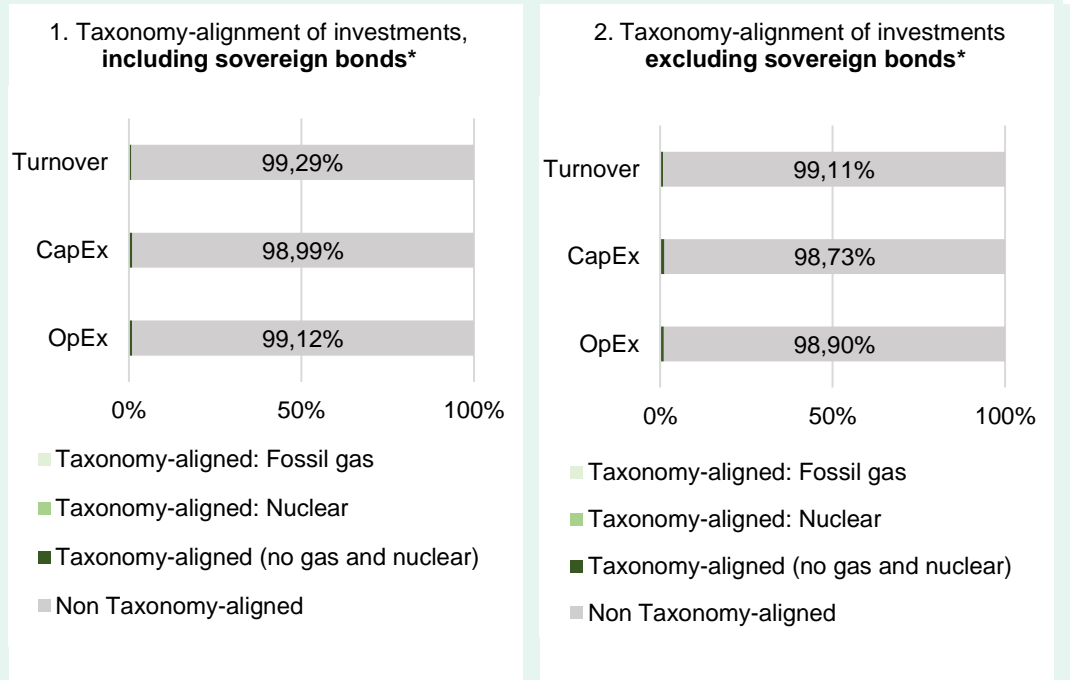 1. Taxonomy-alignment of investments,
including sovereign bonds*
Turnover
99,29%
CapEx
98,99%
OpEx
99,12%
0%
50%
100%
Taxonomy-aligned: Fossil gas
Taxonomy-aligned: Nuclear
Taxonomy-aligned (no gas and nuclear)
Non Taxonomy-aligned
2. Taxonomy-alignment of investments
excluding sovereign bonds*
Turnover
99,11%
CapEx
98,73%
OpEx
98,90%
0%
50%
100%
Taxonomy-aligned: Fossil gas
Taxonomy-aligned: Nuclear
Taxonomy-aligned (no gas and nuclear)
Non Taxonomy-aligned